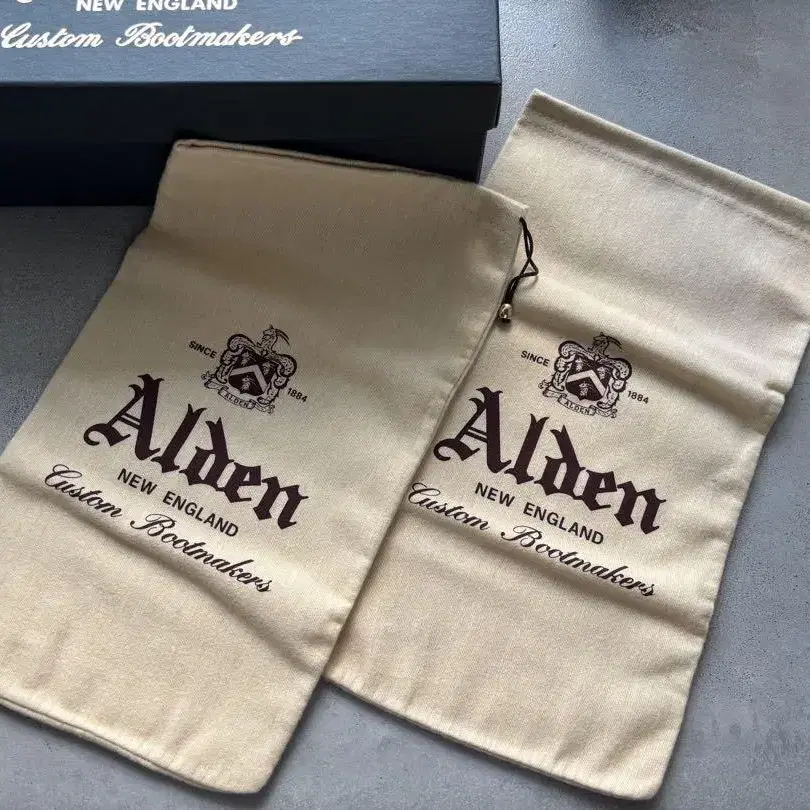 NEW ENGLAND
Custom Bootmakers
SINCE
1884
ALDEN
Alden
NEW ENGLAND
Custom Bootmakers
SINCE
1884
ALDEN
Alden
NEW ENGLAND
Custom Bootmakers